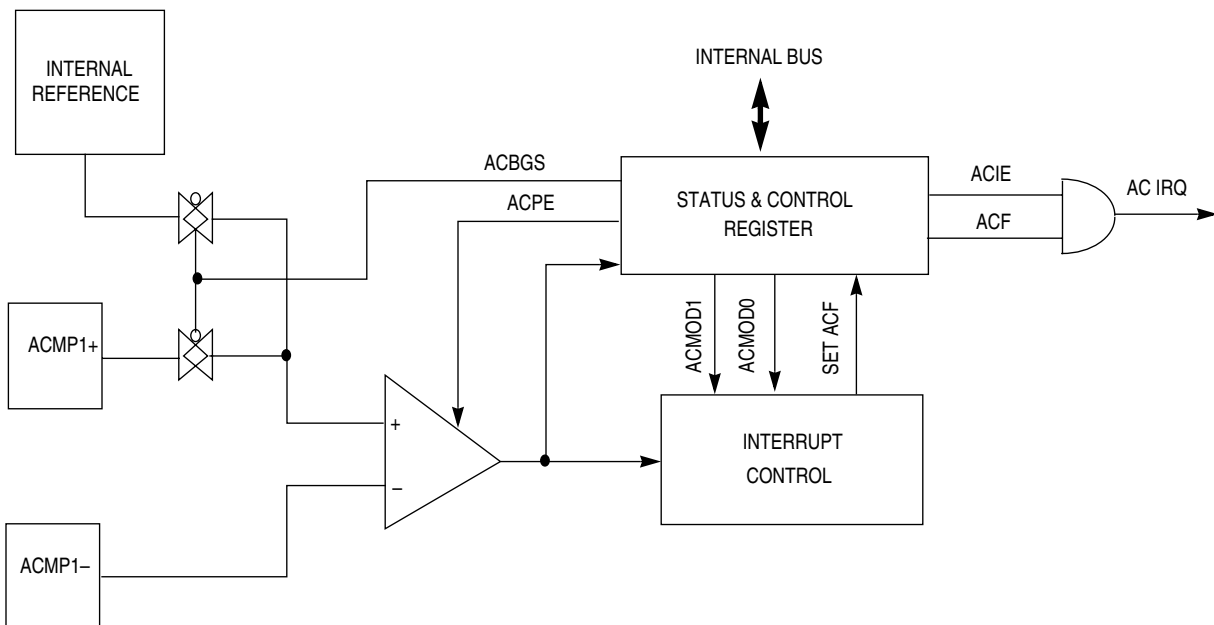 INTERNAL
REFERENCE
INTERNAL BUS
ACBGS
ACPE
STATUS & CONTROL
REGISTER
ACIE
ACF
AC IRQ
ACMP1+
ACMOD1
ACMOD0
SET ACF
+
–
INTERRUPT
CONTROL
ACMP1–